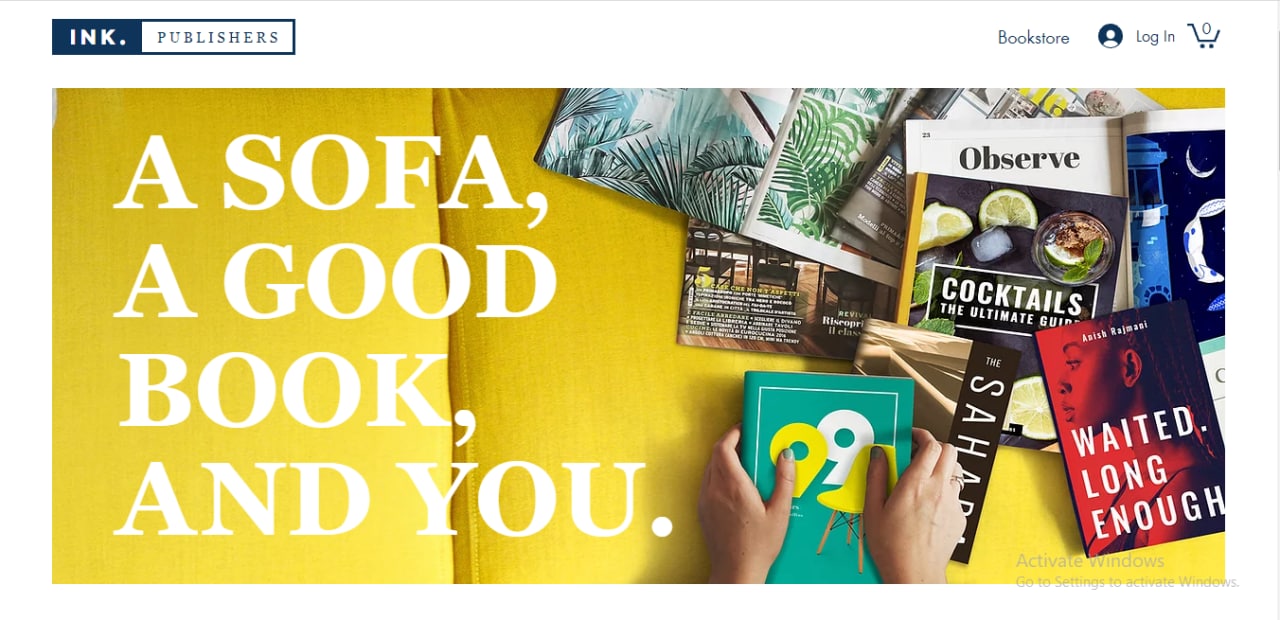 INK. PUBLISHERS
Bookstore
Log In
0
A SOFA,
A GOOD
BOOK,
AND YOU.
23
Observe
COCKTAILS
THE ULTIMATE GUIDE
Anish Rajmani
WAITED.
LONG
ENOUGH
THE
SAHARA
99
Activate Windows
Go to Settings to activate Windows.